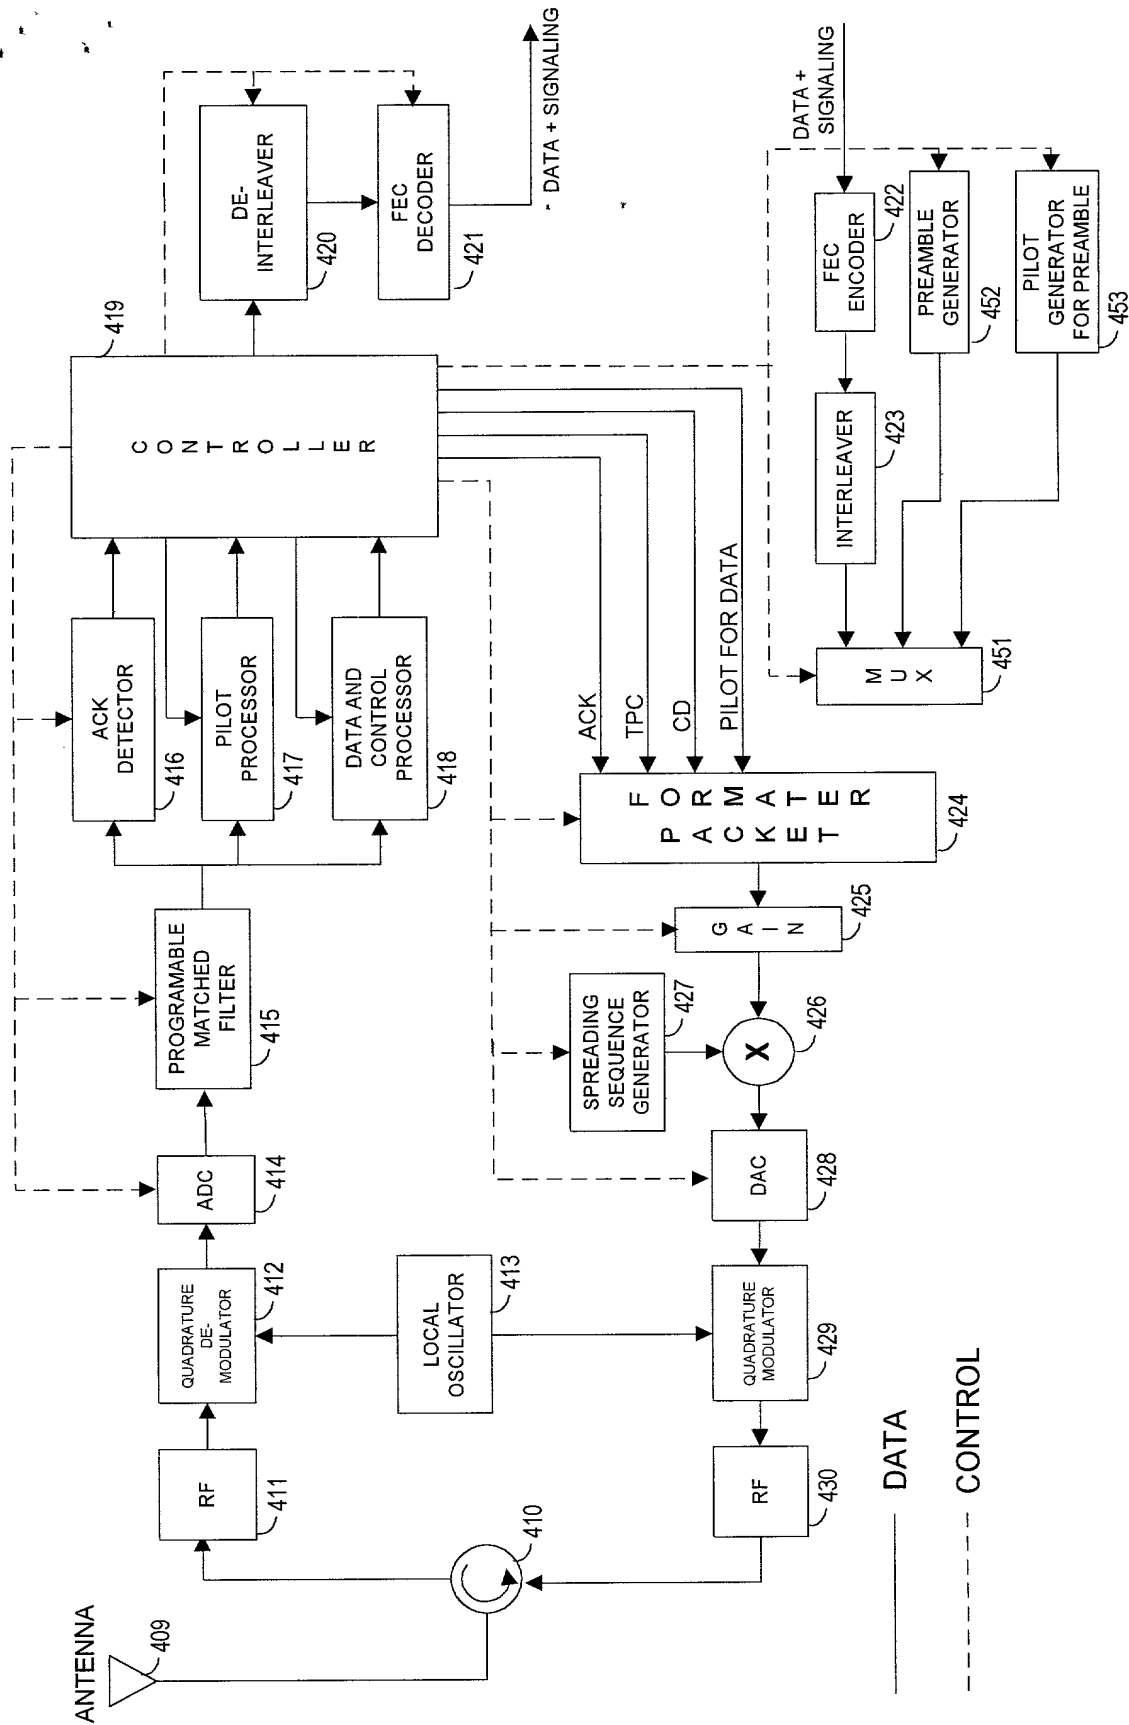 ANTENNA
409
410
RF
411
QUADRATURE
DE-
MODULATOR
412
LOCAL
OSCILLATOR
413
ADC
414
PROGRAMABLE
MATCHED
FILTER
415
ACK
DETECTOR
416
PILOT
PROCESSOR
417
DATA AND
CONTROL
PROCESSOR
418
CONTROLLER
419
DE-
INTERLEAVER
420
FEC
DECODER
421
DATA + SIGNALING
DATA +
SIGNALING
FEC
ENCODER
422
PREAMBLE
GENERATOR
452
PILOT
GENERATOR
FOR PREAMBLE
453
INTERLEAVER
423
MUX
451
ACK
TPC
CD
PILOT FOR DATA
PACKET
FORMATER
424
GAIN
425
X
426
SPREADING
SEQUENCE
GENERATOR
427
DAC
428
QUADRATURE
MODULATOR
429
RF
430
DATA
CONTROL